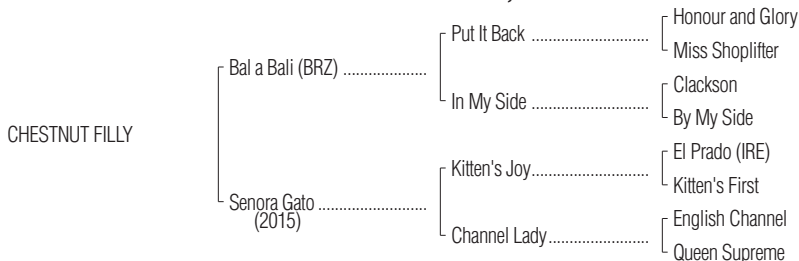 Honour and Glory
Put It Back ....................
Miss Shoplifter
Bal a Bali (BRZ) ..................
Clackson
In My Side ....................
By My Side
CHESTNUT FILLY
El Prado (IRE)
Kitten's Joy....................
Kitten's First
Senora Gato .......................
(2015)
English Channel
Channel Lady.................
Queen Supreme